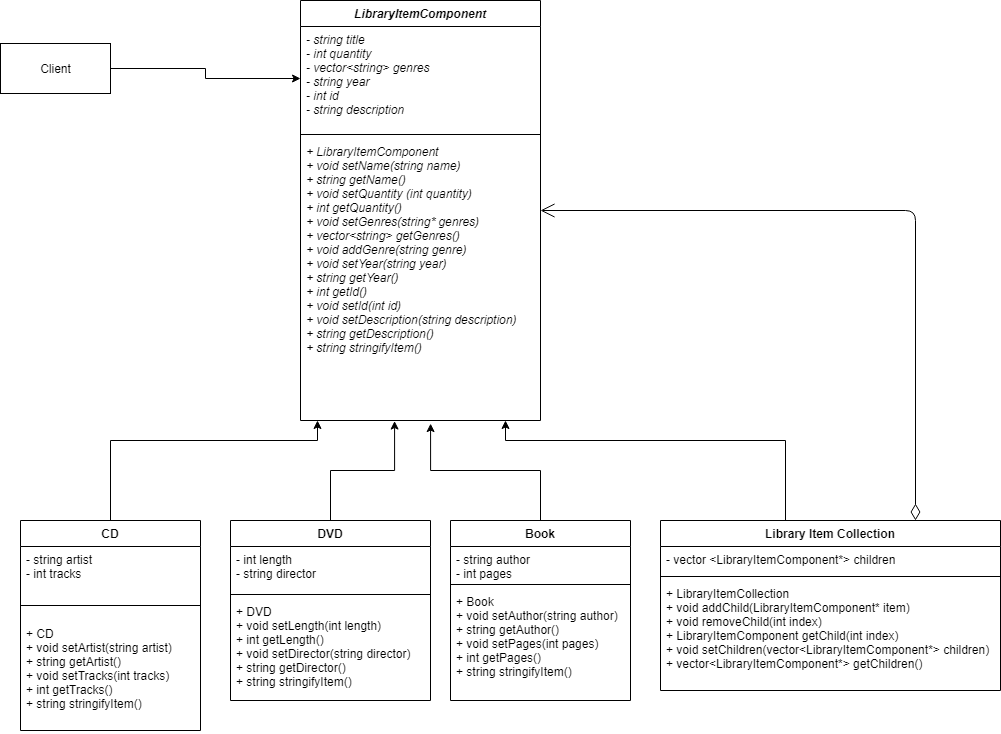 LibraryItemComponent
- string title
- int quantity
- vector<string> genres
- string year
- int id
- string description
Client
+ LibraryItemComponent
+ void setName(string name)
+ string getName()
+ void setQuantity (int quantity)
+ int getQuantity()
+ void setGenres(string* genres)
+ vector<string> getGenres()
+ void addGenre(string genre)
+ void setYear(string year)
+ string getYear()
+ int getId()
+ void setId(int id)
+ void setDescription(string description)
+ string getDescription()
+ string stringifyItem()
CD
- string artist
- int tracks
+ CD
+ void setArtist(string artist)
+ string getArtist()
+ void setTracks(int tracks)
+ int getTracks()
+ string stringifyItem()
DVD
- int length
- string director
+ DVD
+ void setLength(int length)
+ int getLength()
+ void setDirector(string director)
+ string getDirector()
+ string stringifyItem()
Book
- string author
- int pages
+ Book
+ void setAuthor(string author)
+ string getAuthor()
+ void setPages(int pages)
+ int getPages()
+ string stringifyItem()
Library Item Collection
- vector <LibraryItemComponent*> children
+ LibraryItemCollection
+ void addChild(LibraryItemComponent* item)
+ void removeChild(int index)
+ LibraryItemComponent getChild(int index)
+ void setChildren(vector<LibraryItemComponent*> children)
+ vector<LibraryItemComponent*> getChildren()